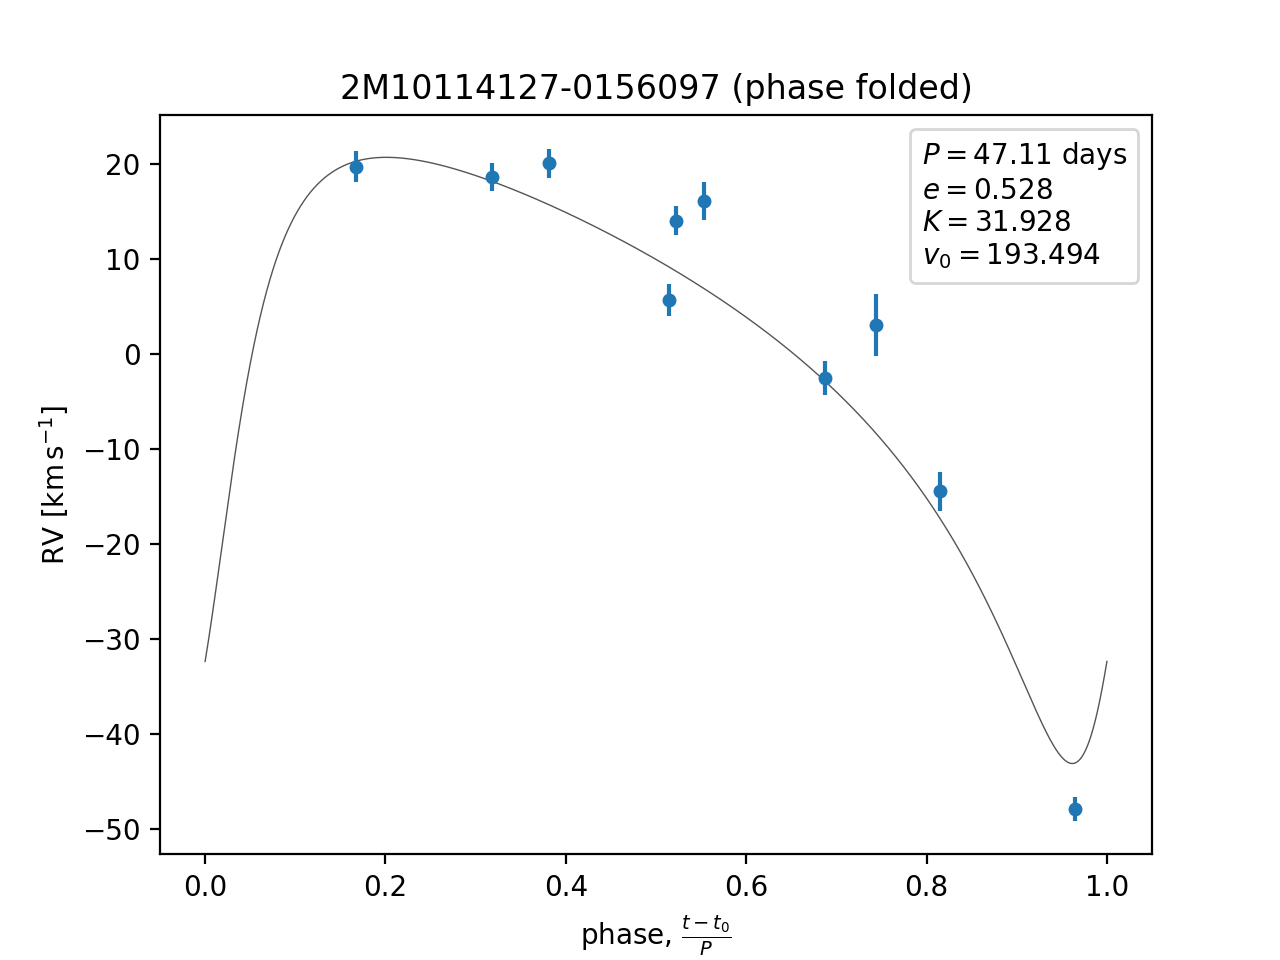 2M10114127-0156097 (phase folded)
P = 47.11 days
e = 0.528
K = 31.928
v₀ = 193.494
20
10
0
−10
−20
−30
−40
−50
RV [km s⁻¹]
0.0 0.2 0.4 0.6 0.8 1.0
phase, (t − t₀)/P